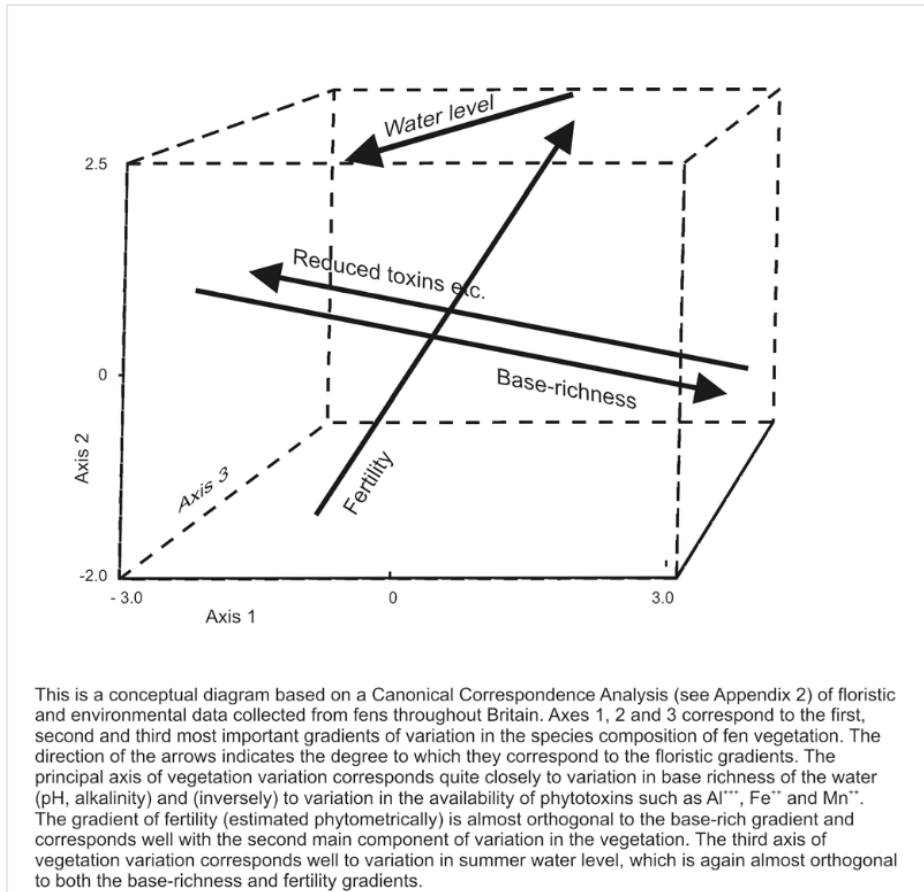 Water level
2.5
Reduced toxins etc.
0
Base-richness
Axis 2
Axis 3
Fertility
-2.0
- 3.0
0
3.0
Axis 1
This is a conceptual diagram based on a Canonical Correspondence Analysis (see Appendix 2) of floristic
and environmental data collected from fens throughout Britain. Axes 1, 2 and 3 correspond to the first,
second and third most important gradients of variation in the species composition of fen vegetation. The
direction of the arrows indicates the degree to which they correspond to the floristic gradients. The
principal axis of vegetation variation corresponds quite closely to variation in base richness of the water
(pH, alkalinity) and (inversely) to variation in the availability of phytotoxins such as Al⁺⁺⁺, Fe⁺⁺ and Mn⁺⁺.
The gradient of fertility (estimated phytometrically) is almost orthogonal to the base-rich gradient and
corresponds well with the second main component of variation in the vegetation. The third axis of
vegetation variation corresponds well to variation in summer water level, which is again almost orthogonal
to both the base-richness and fertility gradients.